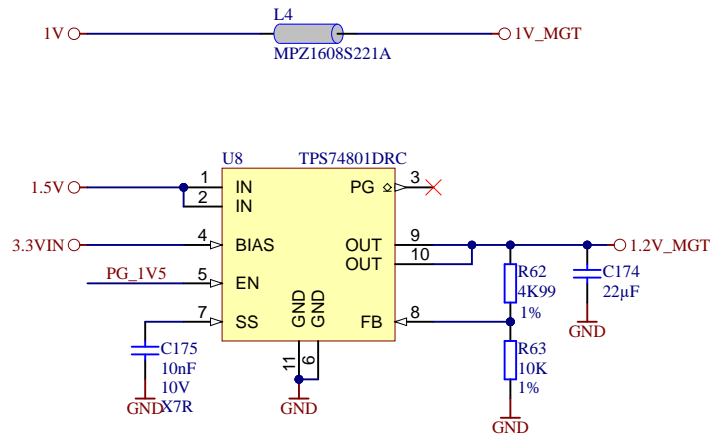 L4
1V
1V_MGT
MPZ1608S221A
U8
TPS74801DRC
1.5V
1
IN
2
IN
PG
3
3.3VIN
4
BIAS
OUT
9
OUT
10
1.2V_MGT
PG_1V5
5
EN
R62
4K99
1%
C174
22µF
GND
7
SS
GND
GND
FB
8
11
6
C175
10nF
10V
X7R
GND
GND
R63
10K
1%
GND